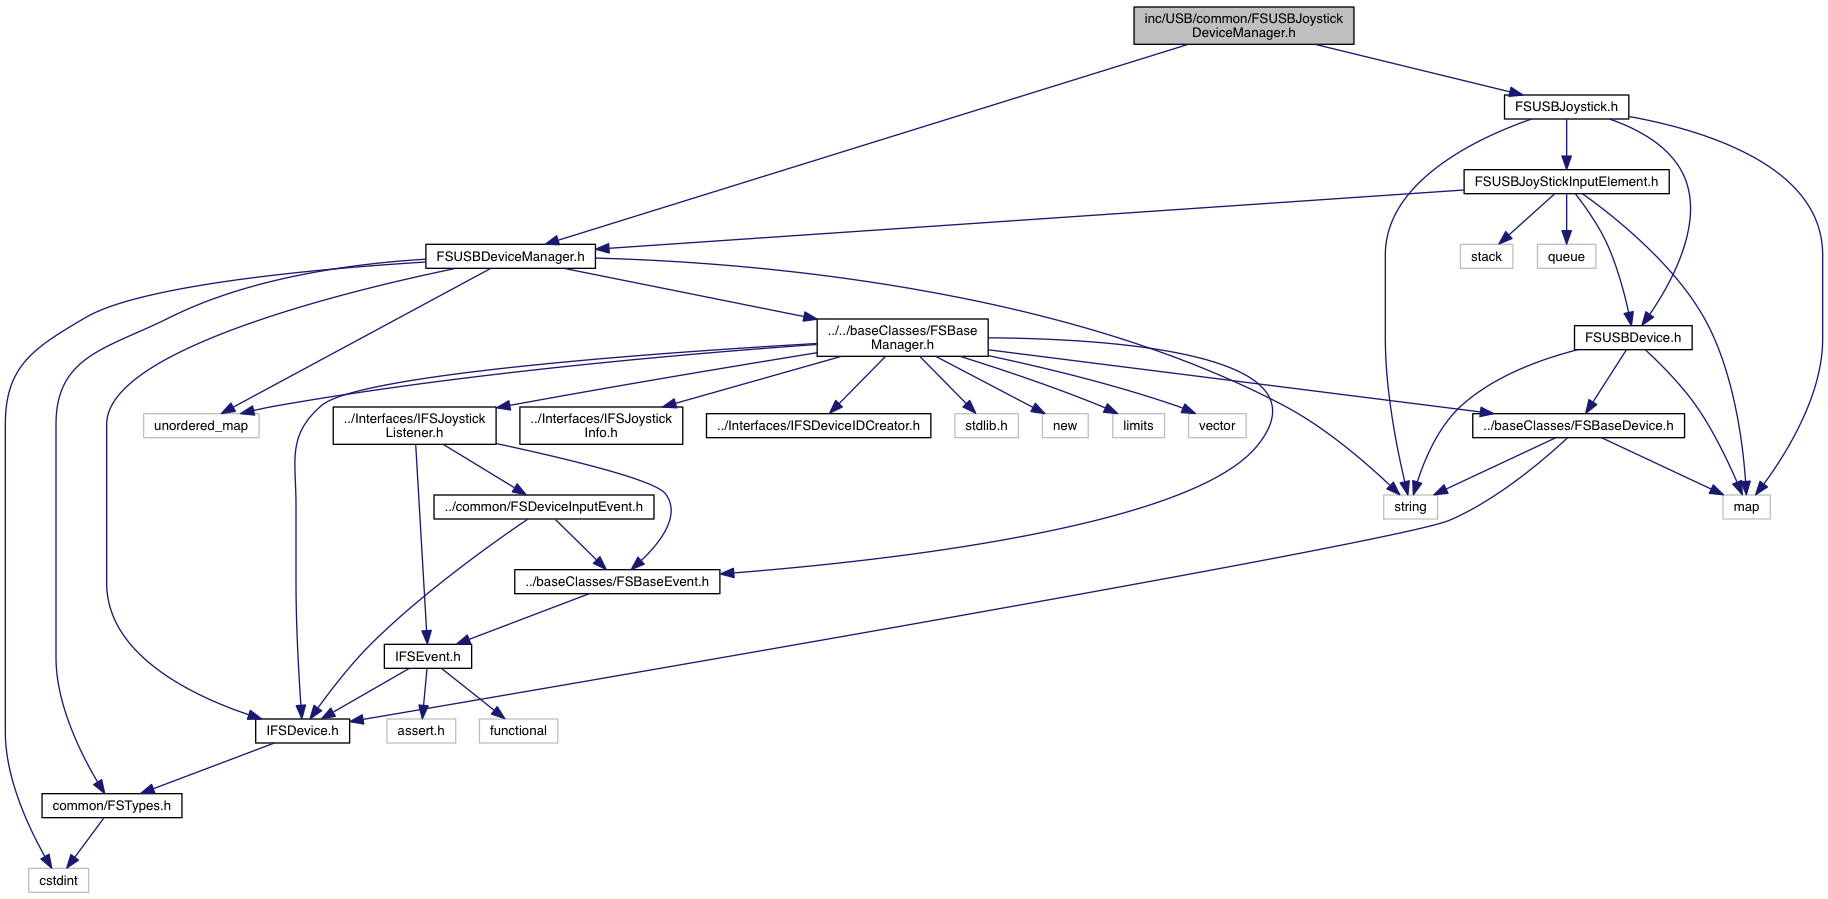 inc/USB/common/FSUSBJoystick
DeviceManager.h
FSUSBJoystick.h
FSUSBJoyStickInputElement.h
FSUSBDeviceManager.h
stack
queue
../../baseClasses/FSBase
Manager.h
FSUSBDevice.h
unordered_map
../Interfaces/IFSJoystick
Listener.h
../Interfaces/IFSJoystick
Info.h
../Interfaces/IFSDeviceIDCreator.h
stdlib.h
new
limits
vector
../baseClasses/FSBaseDevice.h
../common/FSDeviceInputEvent.h
string
map
../baseClasses/FSBaseEvent.h
IFSEvent.h
IFSDevice.h
assert.h
functional
common/FSTypes.h
cstdint